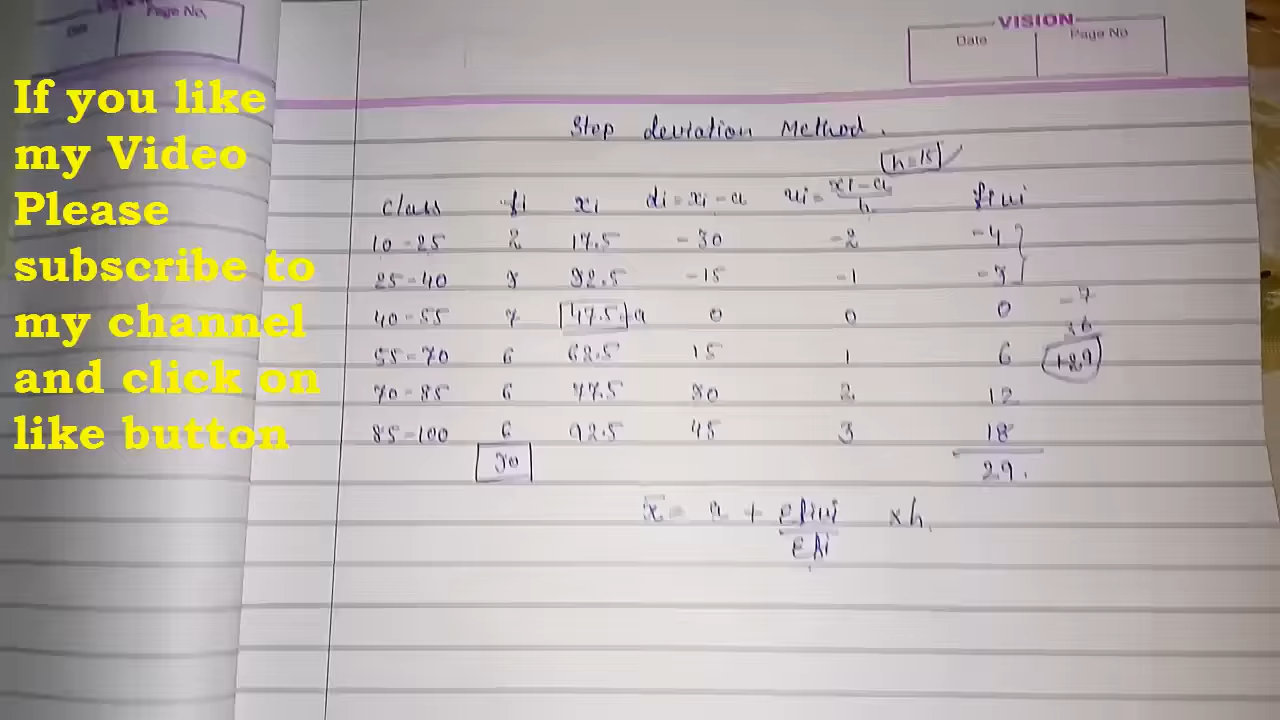 Page No.
Date
VISION
Date Page No
If you like
my Video
Please
subscribe to
my channel
and click on
like button
Step deviation Method.
h=15
class fi xi di=xi-a ui=xi-a/h fiui
10-25 2 17.5 -30 -2 -4
25-40 3 32.5 -15 -1 -3
40-55 7 47.5-a 0 0 0
55-70 6 62.5 15 1 6
70-85 6 77.5 30 2 12
85-100 6 92.5 45 3 18
30 29.
-7
36
+29
x̄ = a + Σfiui/Σfi × h.